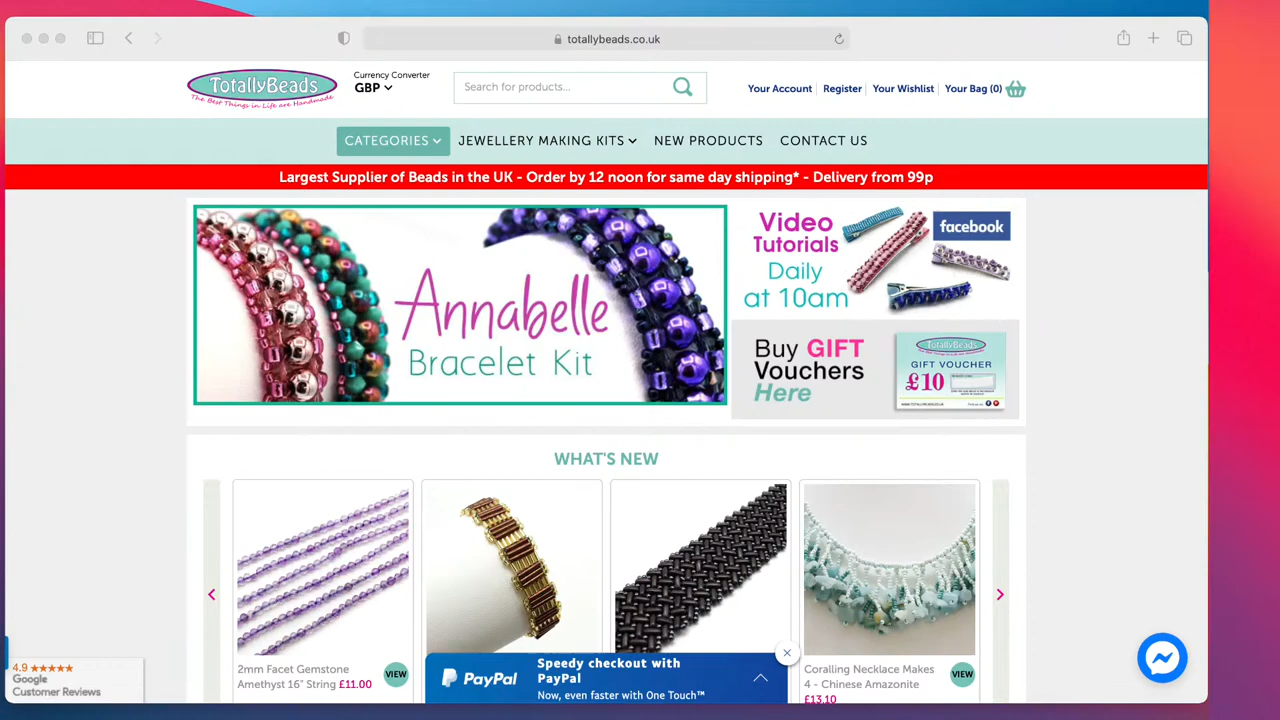 totallybeads.co.uk
TotallyBeads
The Best Things in Life are Handmade
Currency Converter
GBP
Search for products...
Your Account
Register
Your Wishlist
Your Bag (0)
CATEGORIES
JEWELLERY MAKING KITS
NEW PRODUCTS
CONTACT US
Largest Supplier of Beads in the UK - Order by 12 noon for same day shipping* - Delivery from 99p
Annabelle
Bracelet Kit
Video
Tutorials
Daily
at 10am
facebook
Buy GIFT
Vouchers
Here
TotallyBeads
GIFT VOUCHER
£10
WHAT'S NEW
2mm Facet Gemstone
Amethyst 16" String £11.00
VIEW
Coralling Necklace Makes
4 - Chinese Amazonite
£13.10
VIEW
PayPal
Speedy checkout with
PayPal
Now, even faster with One Touch™
4.9 ★★★★★
Google
Customer Reviews